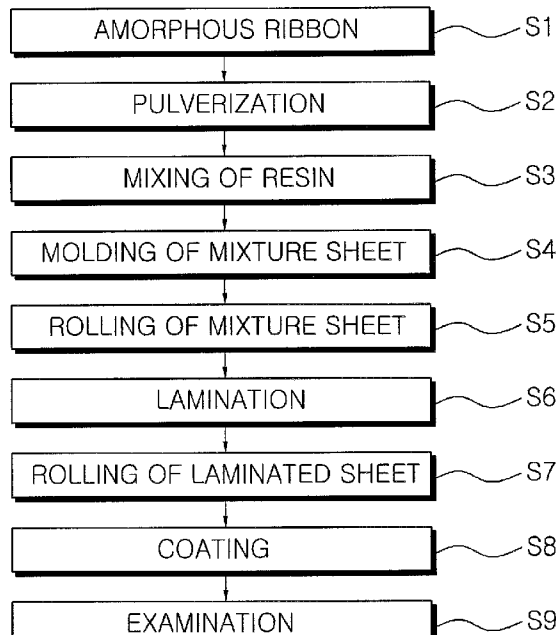 AMORPHOUS RIBBON S1
PULVERIZATION S2
MIXING OF RESIN S3
MOLDING OF MIXTURE SHEET S4
ROLLING OF MIXTURE SHEET S5
LAMINATION S6
ROLLING OF LAMINATED SHEET S7
COATING S8
EXAMINATION S9